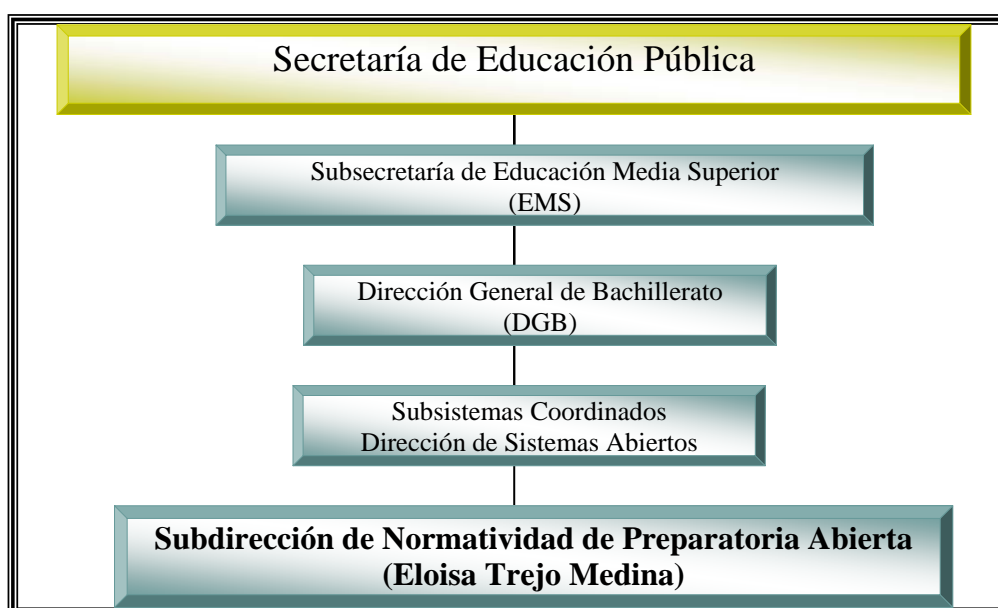 Secretaría de Educación Pública
Subsecretaría de Educación Media Superior
(EMS)
Dirección General de Bachillerato
(DGB)
Subsistemas Coordinados
Dirección de Sistemas Abiertos
Subdirección de Normatividad de Preparatoria Abierta
(Eloisa Trejo Medina)